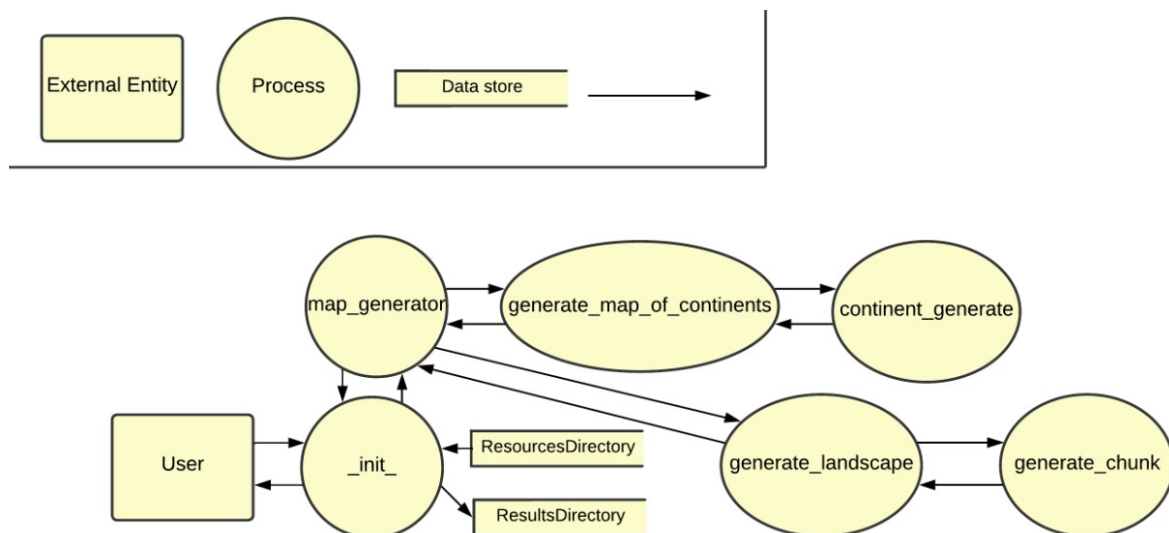 External Entity
Process
Data store
map_generator
generate_map_of_continents
continent_generate
User
_init_
ResourcesDirectory
ResultsDirectory
generate_landscape
generate_chunk